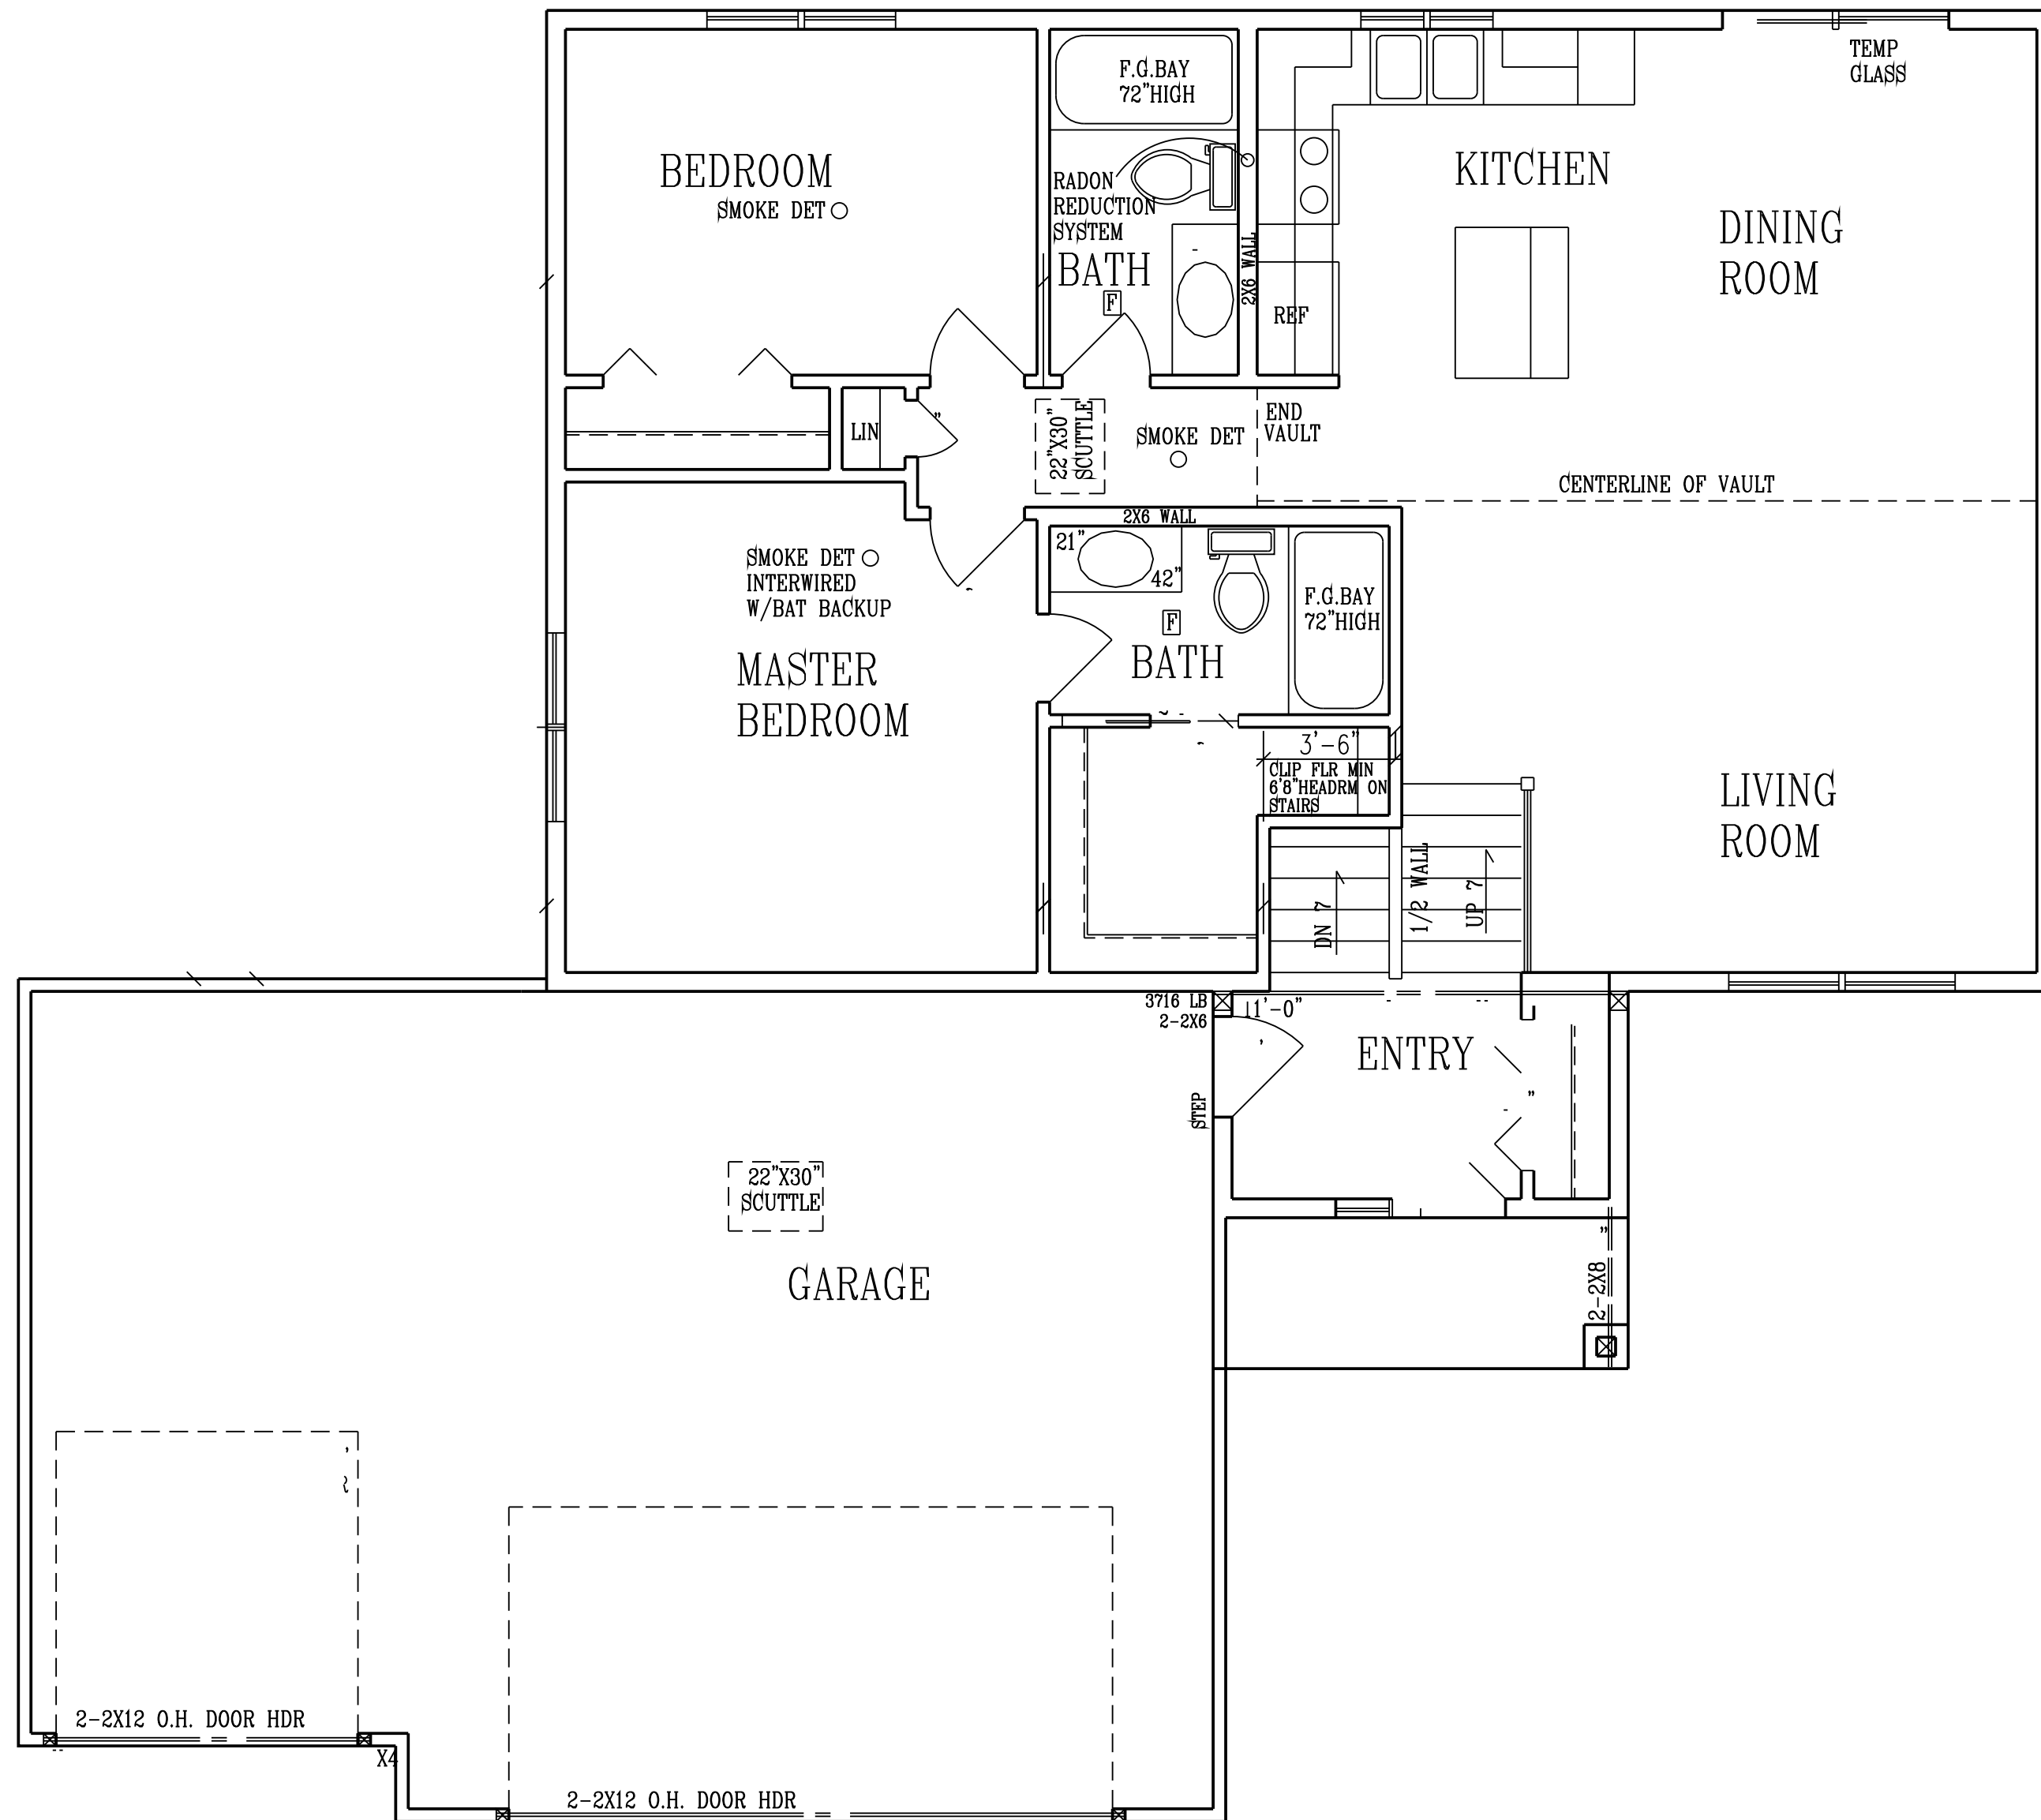 TEMP
GLASS
F.G.BAY
72"HIGH
BEDROOM
SMOKE DET
RADON
REDUCTION
SYSTEM
BATH
F
2X6 WALL
REF
KITCHEN
DINING
ROOM
LIN
22"X30"
SCUTTLE
SMOKE DET
END
VAULT
CENTERLINE OF VAULT
2X6 WALL
21"
42"
F.G.BAY
72"HIGH
F
BATH
SMOKE DET
INTERWIRED
W/BAT BACKUP
MASTER
BEDROOM
3'-6"
CLIP FLR MIN
6'8"HEADRM ON
STAIRS
LIVING
ROOM
DN 7
1/2 WALL
UP 7
3716 LB
2-2X6
11'-0"
ENTRY
STEP
22"X30"
SCUTTLE
GARAGE
2-2X8
2-2X12 O.H. DOOR HDR
X4
2-2X12 O.H. DOOR HDR